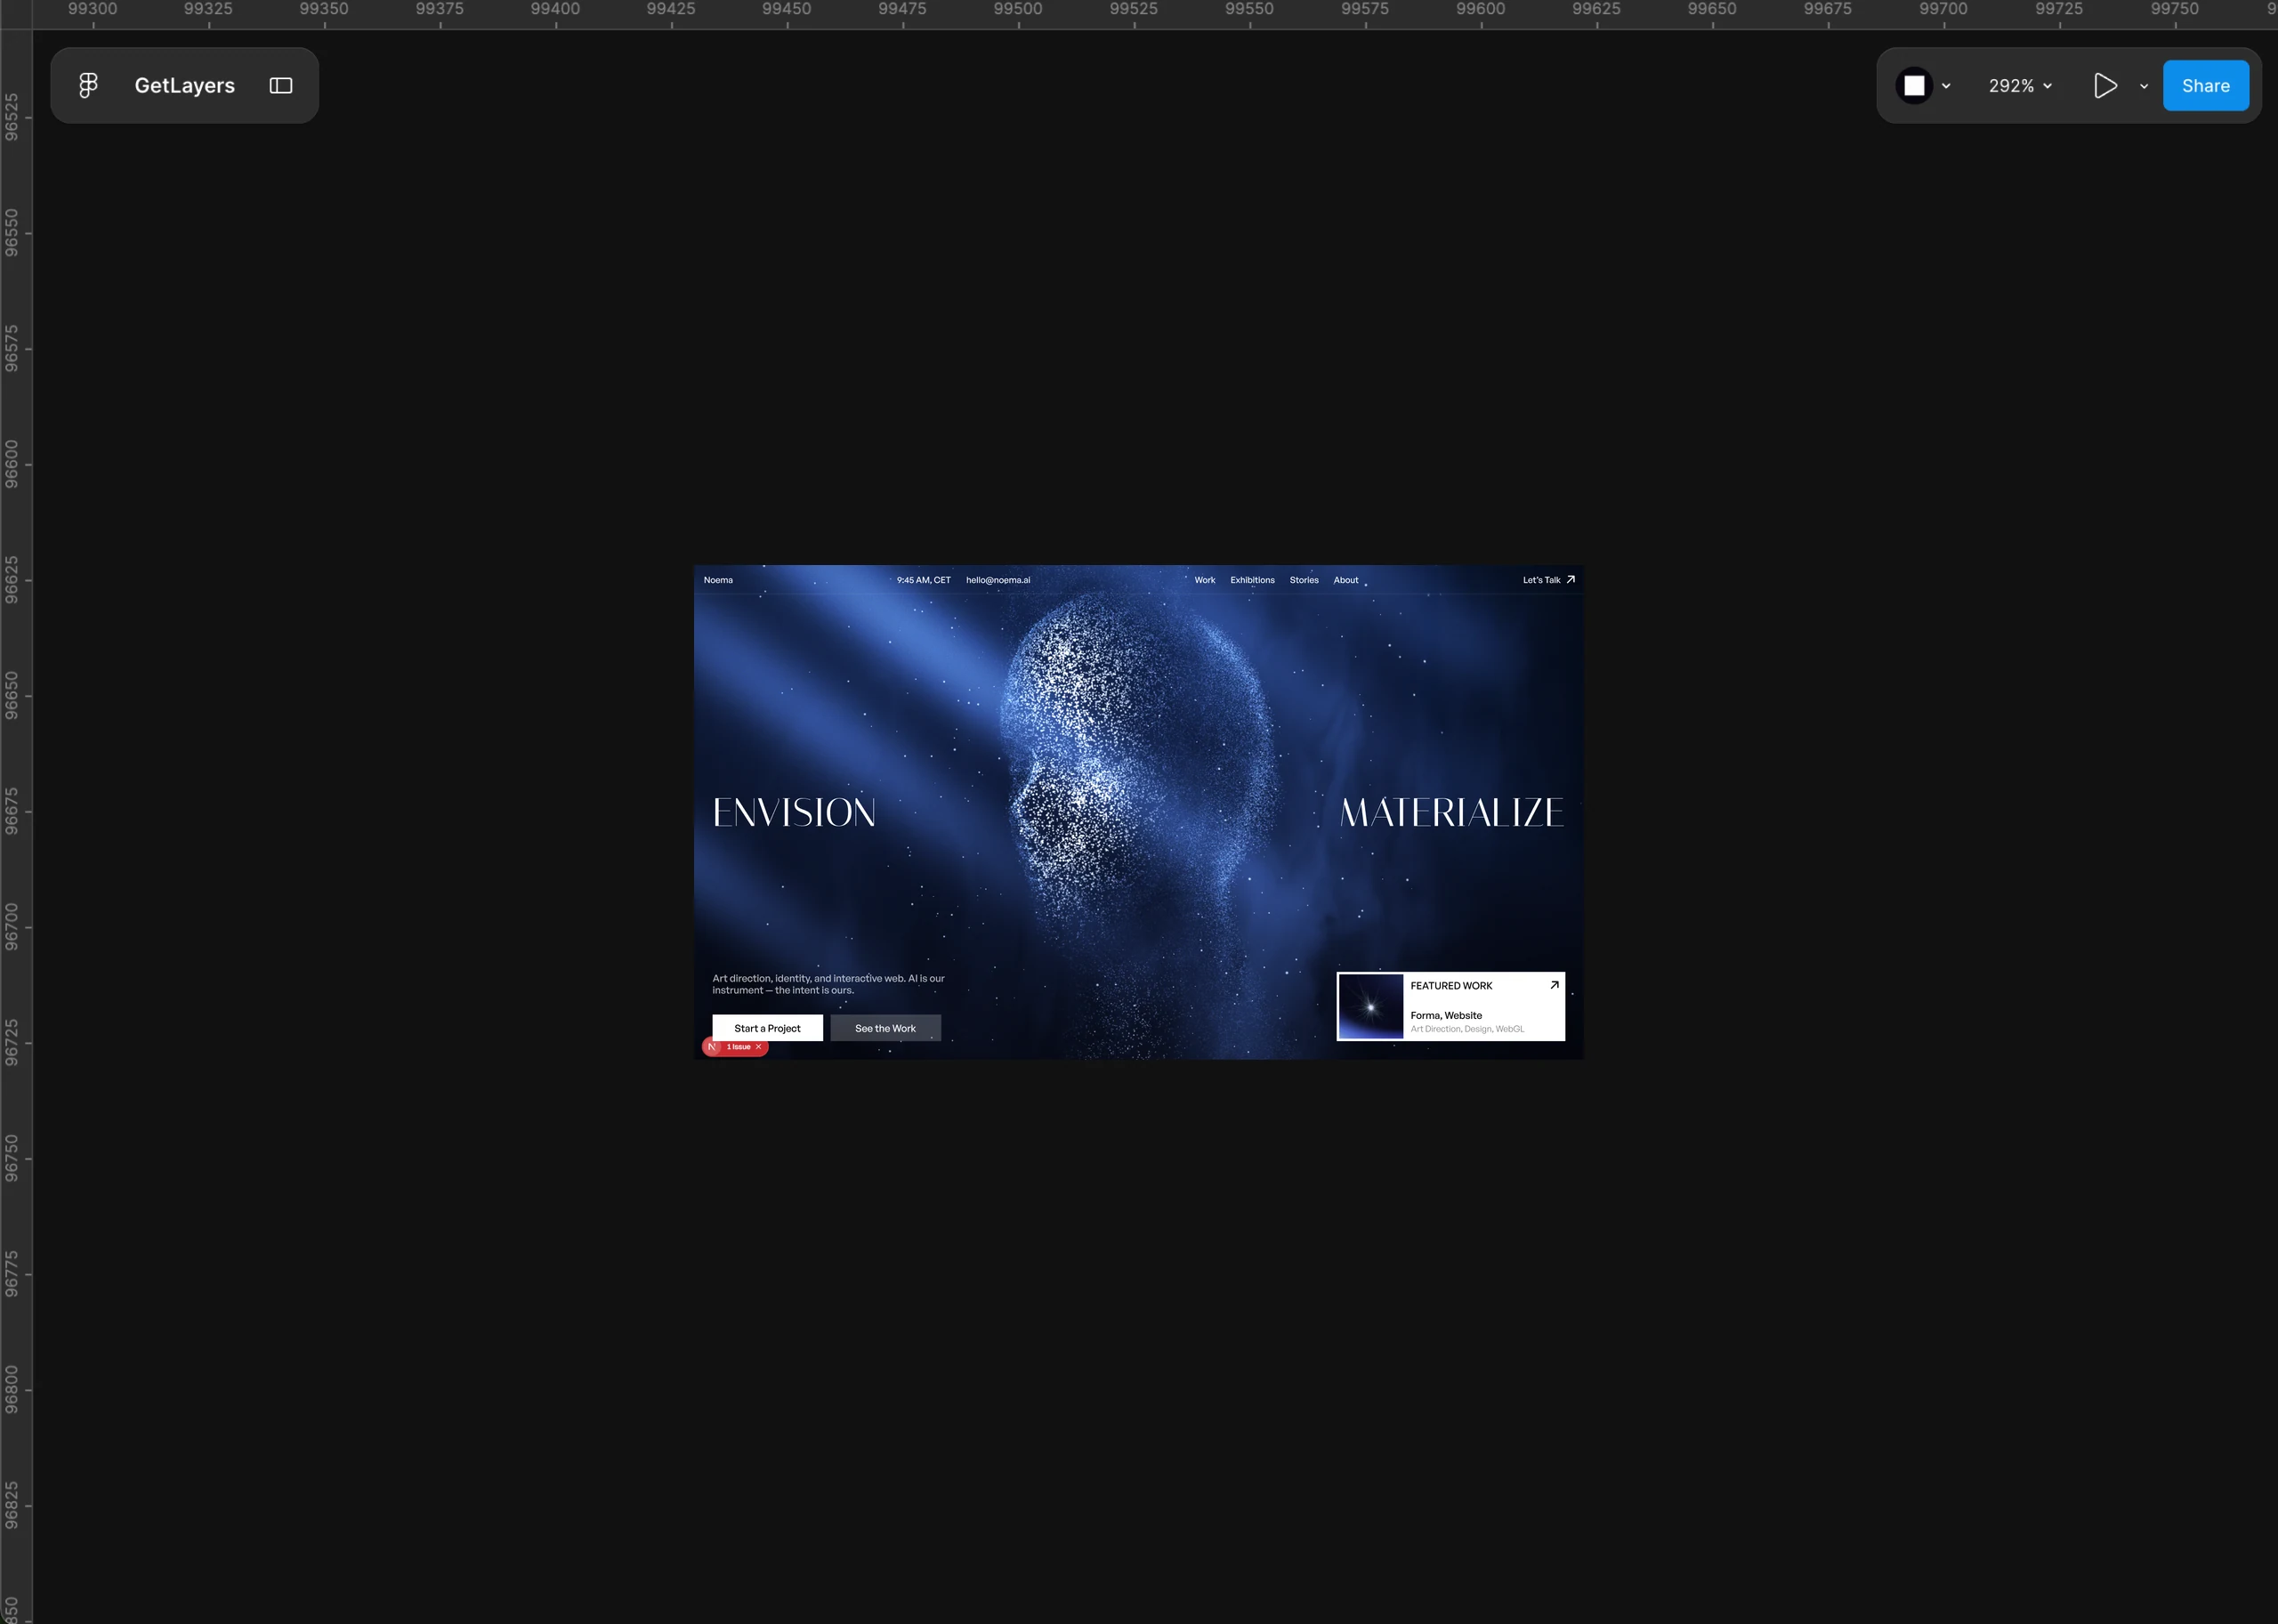 99300 99325 99350 99375 99400 99425 99450 99475 99500 99525 99550 99575 99600 99625 99650 99675 99700 99725 99750
GetLayers
292%
Share
96525
96550
96575
96600
96625
96650
96675
96700
96725
96750
96775
96800
96825
Noema
9:45 AM, CET
hello@noema.ai
Work
Exhibitions
Stories
About
Let's Talk
ENVISION
MATERIALIZE
Art direction, identity, and interactive web. AI is our
instrument — the intent is ours.
Start a Project
See the Work
N
1 Issue
FEATURED WORK
Forma, Website
Art Direction, Design, WebGL